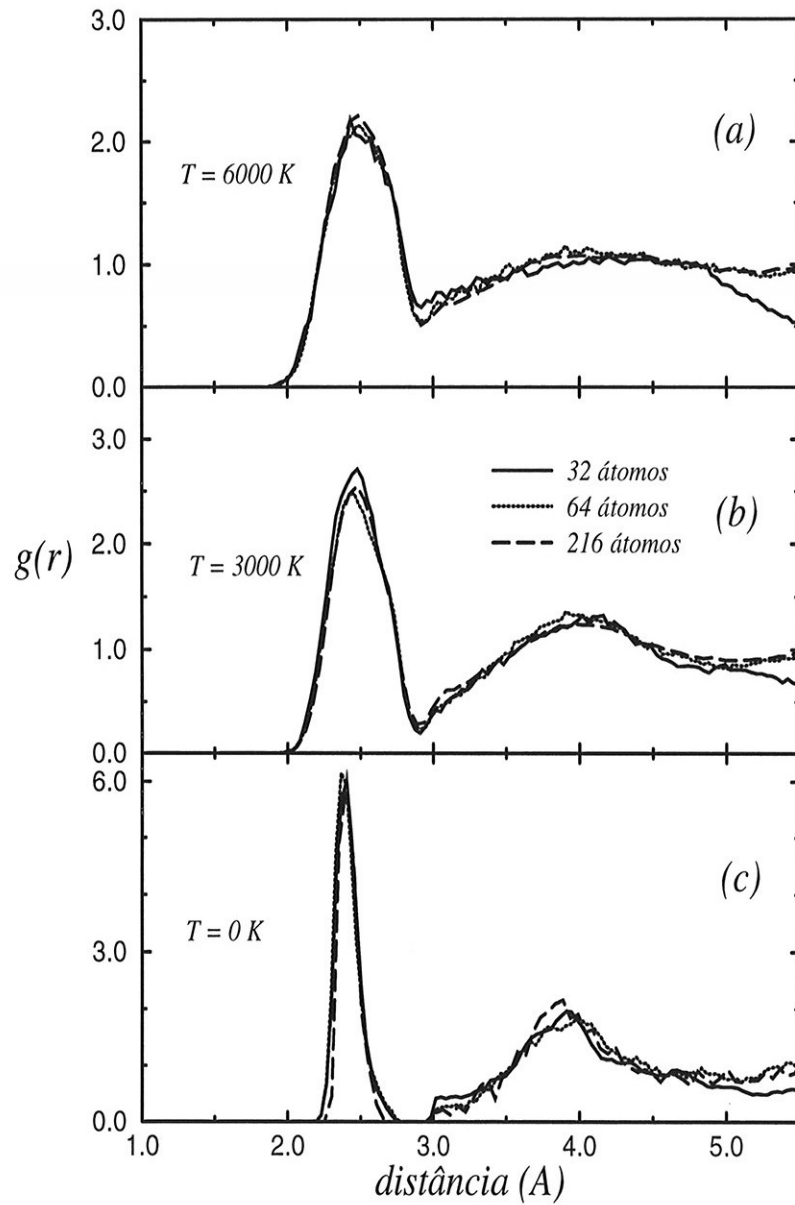 3.0
2.0
1.0
0.0
T = 6000 K
(a)
3.0
2.0
1.0
0.0
g(r)
T = 3000 K
32 átomos
64 átomos
216 átomos
(b)
6.0
3.0
0.0
T = 0 K
(c)
1.0 2.0 3.0 4.0 5.0
distância (A)